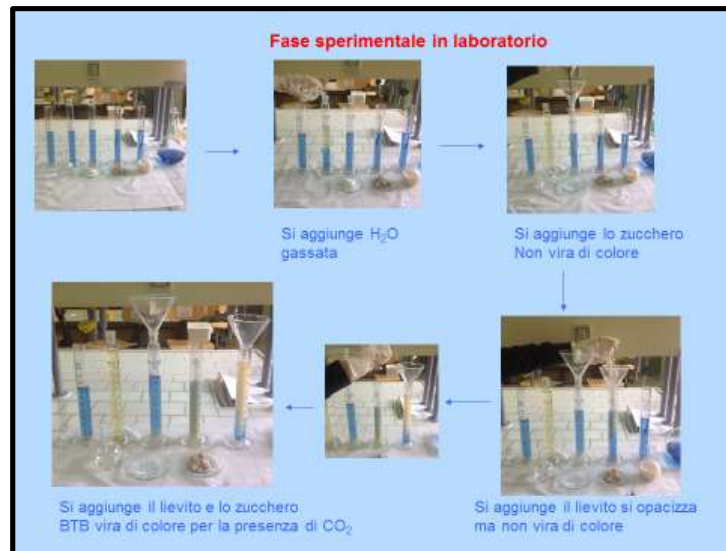 Fase sperimentale in laboratorio
Si aggiunge H₂O
gassata
Si aggiunge lo zucchero
Non vira di colore
Si aggiunge il lievito si opacizza
ma non vira di colore
Si aggiunge il lievito e lo zucchero
BTB vira di colore per la presenza di CO₂